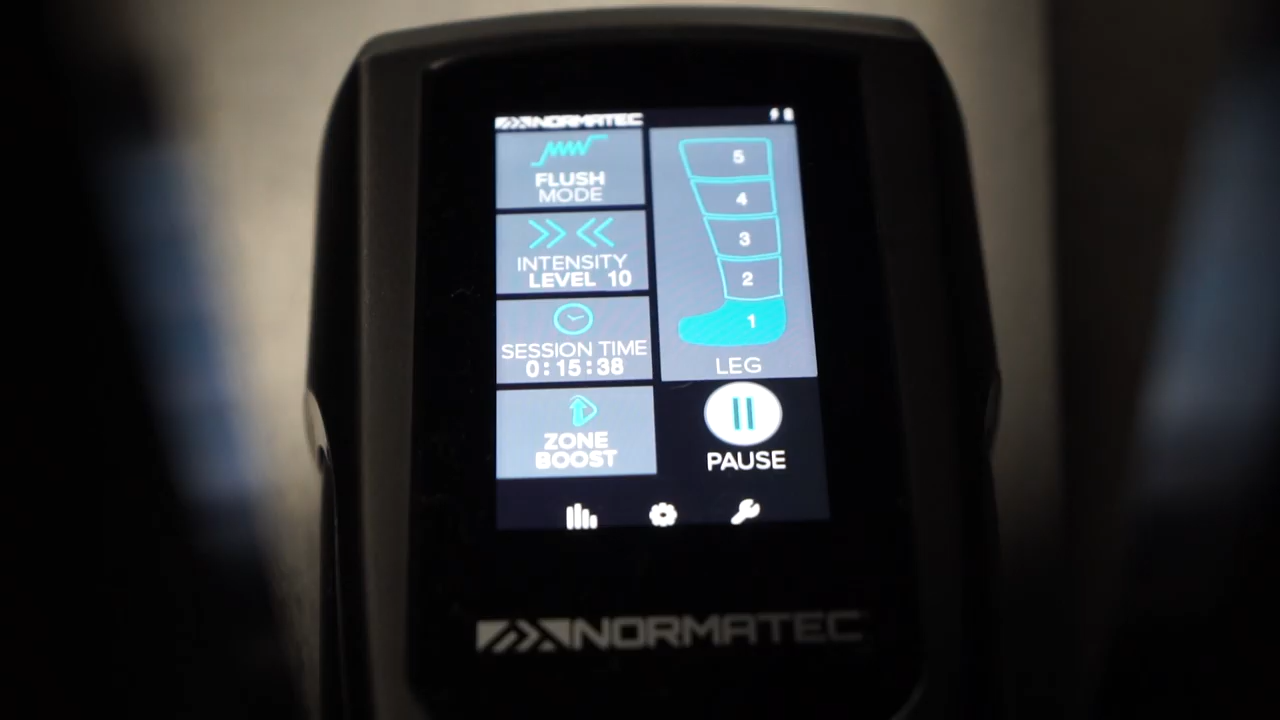 NORMATEC
FLUSH
MODE
INTENSITY
LEVEL 10
SESSION TIME
0:15:38
ZONE
BOOST
5
4
3
2
1
LEG
PAUSE
NORMATEC